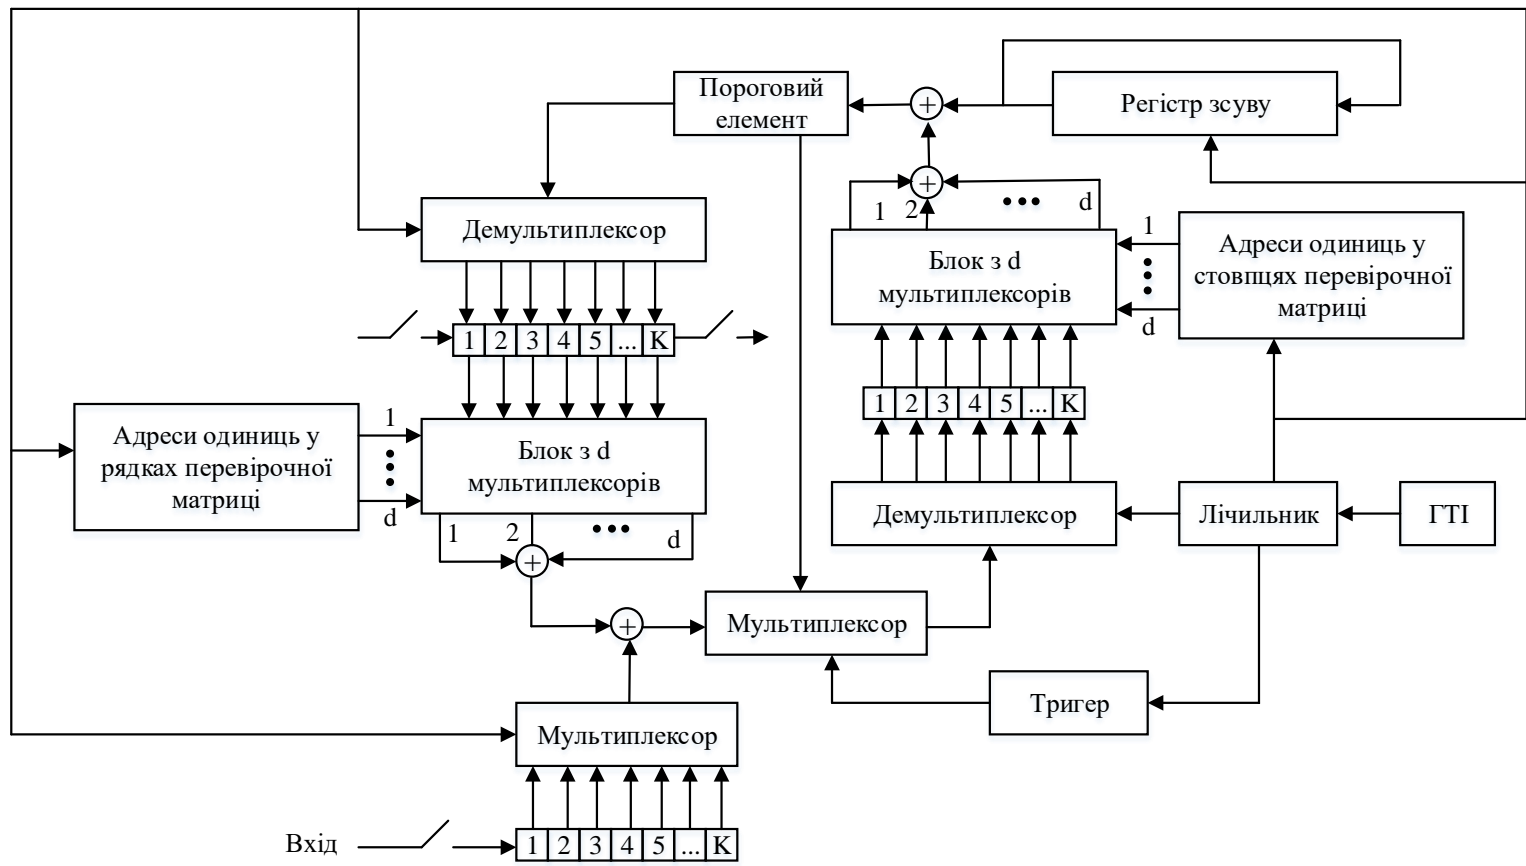 Пороговий
елемент
Регістр зсуву
+
+
1
2
•••
d
Демультиплексор
Блок з d
мультиплексорів
1
d
Адреси одиниць у
стовпцях перевірочної
матриці
1 2 3 4 5 ... K
1 2 3 4 5 ... K
Адреси одиниць у
рядках перевірочної
матриці
1
d
Блок з d
мультиплексорів
1
2
•••
d
+
Демультиплексор
Лічильник
ГТІ
+
Мультиплексор
Тригер
Мультиплексор
Вхід
1 2 3 4 5 ... K